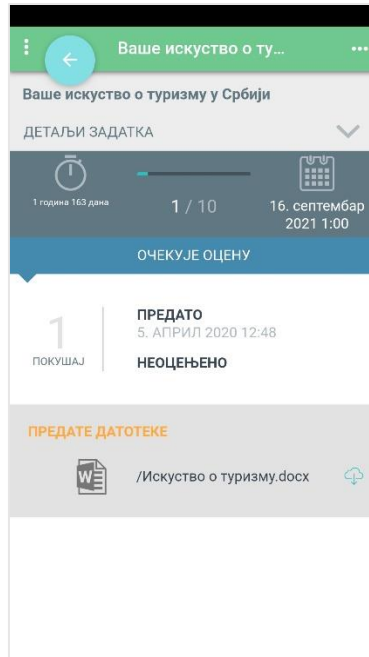 Ваше искуство о ту...
Ваше искуство о туризму у Србији
ДЕТАЉИ ЗАДАТКА
1 година 163 дана
1 / 10
16. септембар
2021 1:00
ОЧЕКУЈЕ ОЦЕНУ
1
ПОКУШАЈ
ПРЕДАТО
5. АПРИЛ 2020 12:48
НЕОЦЕЊЕНО
ПРЕДАТЕ ДАТОТЕКЕ
W
/Искуство о туризму.docx